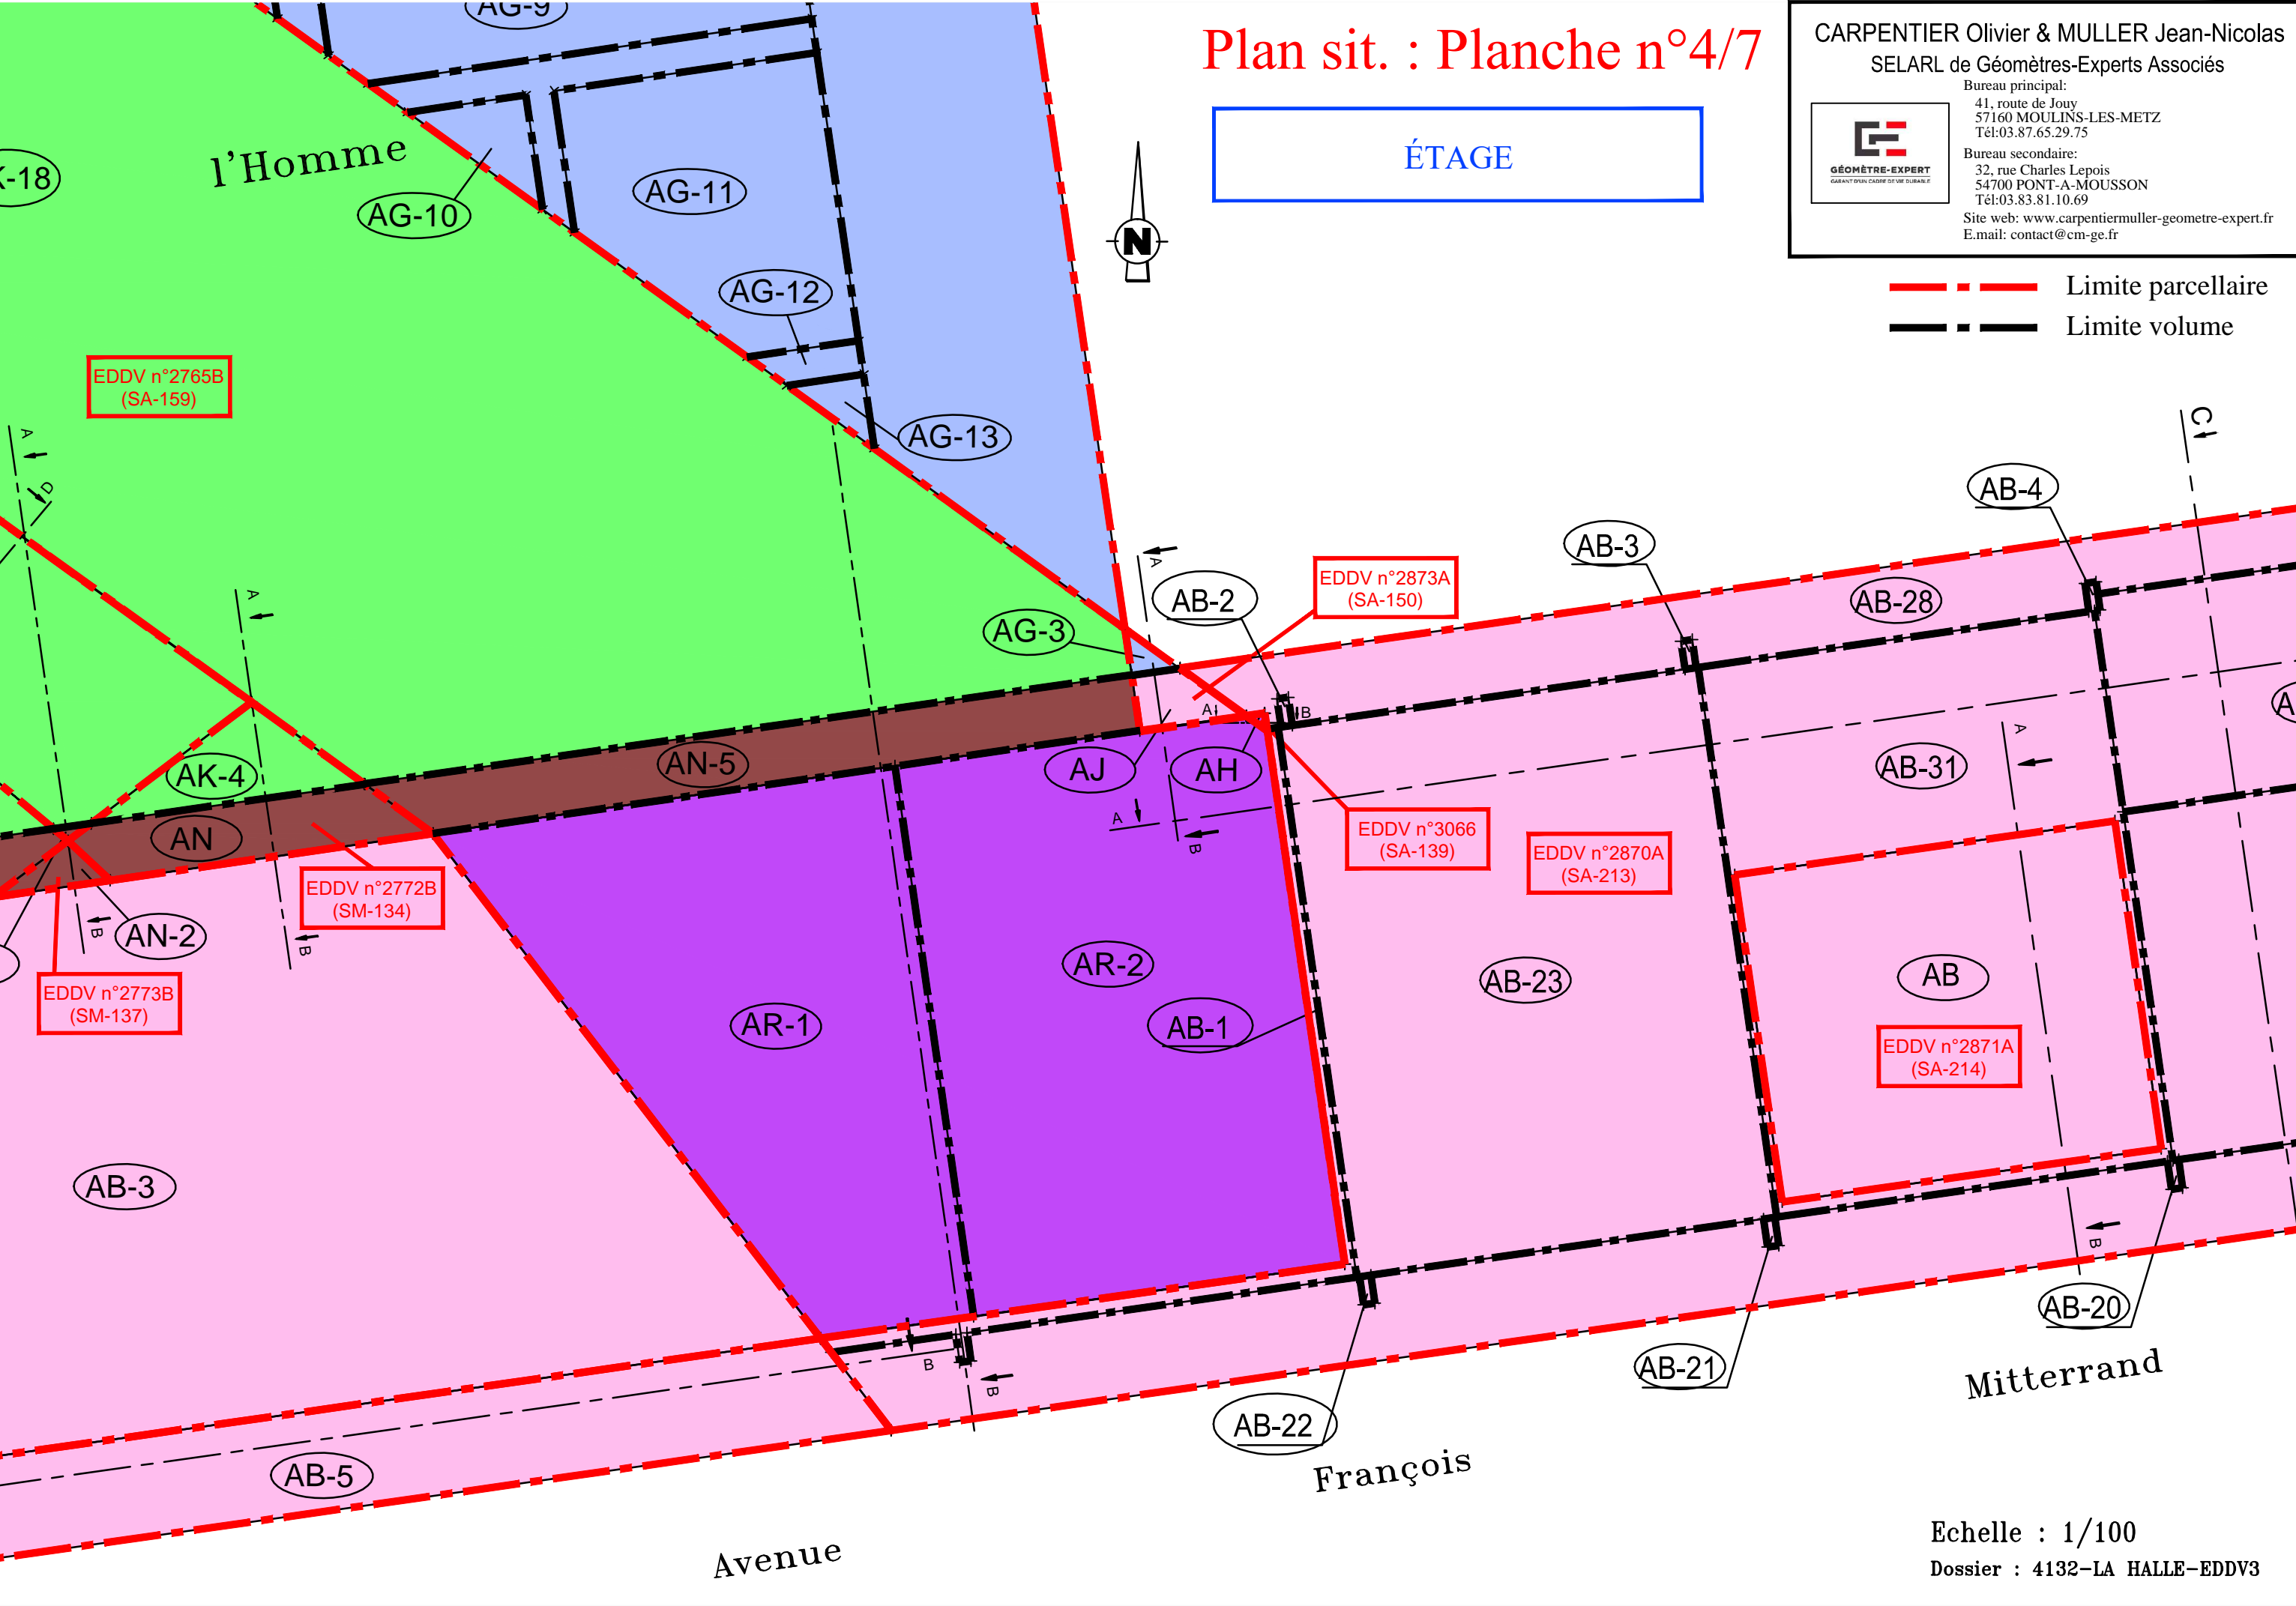 Plan sit. : Planche n°4/7
ÉTAGE
CARPENTIER Olivier & MULLER Jean-Nicolas
SELARL de Géomètres-Experts Associés
Bureau principal:
41, route de Jouy
57160 MOULINS-LES-METZ
Tél:03.87.65.29.75
Bureau secondaire:
32, rue Charles Lepois
54700 PONT-A-MOUSSON
Tél:03.83.81.10.69
Site web: www.carpentiermuller-geometre-expert.fr
E.mail: contact@cm-ge.fr
GÉOMÈTRE-EXPERT
GARANT D'UN CADRE DE VIE DURABLE
Limite parcellaire
Limite volume
N
AG-9
l'Homme
K-18
AG-10
AG-11
AG-12
AG-13
EDDV n°2765B
(SA-159)
A
D
A
C
AB-4
AB-3
A
AB-2
EDDV n°2873A
(SA-150)
AB-28
AG-3
A
B
AN-5
AK-4
AJ
AH
AB-31
A
A
AN
A
B
EDDV n°3066
(SA-139)
EDDV n°2870A
(SA-213)
EDDV n°2772B
(SM-134)
B
AN-2
B
EDDV n°2773B
(SM-137)
AR-2
AB-23
AB
AR-1
AB-1
EDDV n°2871A
(SA-214)
AB-3
B
AB-20
B
B
AB-21
AB-22
AB-5
Avenue
François
Mitterrand
Echelle : 1/100
Dossier : 4132-LA HALLE-EDDV3